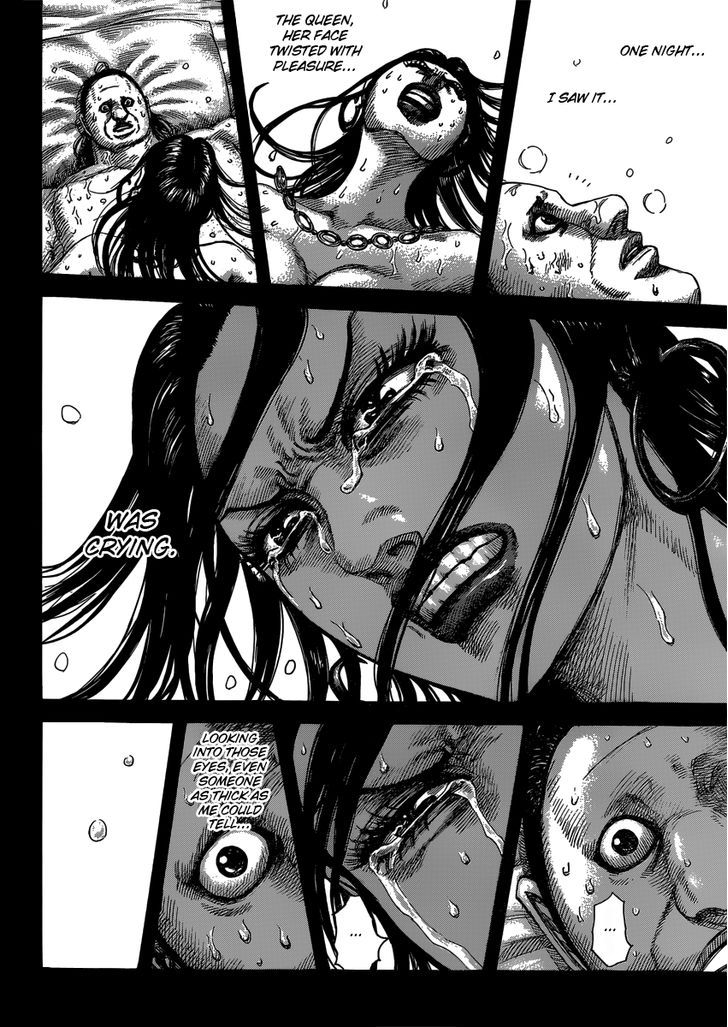 ONE NIGHT...
I SAW IT...
THE QUEEN,
HER FACE
TWISTED WITH
PLEASURE...
WAS
CRYING.
...
...
LOOKING
INTO THOSE
EYES, EVEN
SOMEONE
AS THICK AS
ME COULD
TELL...